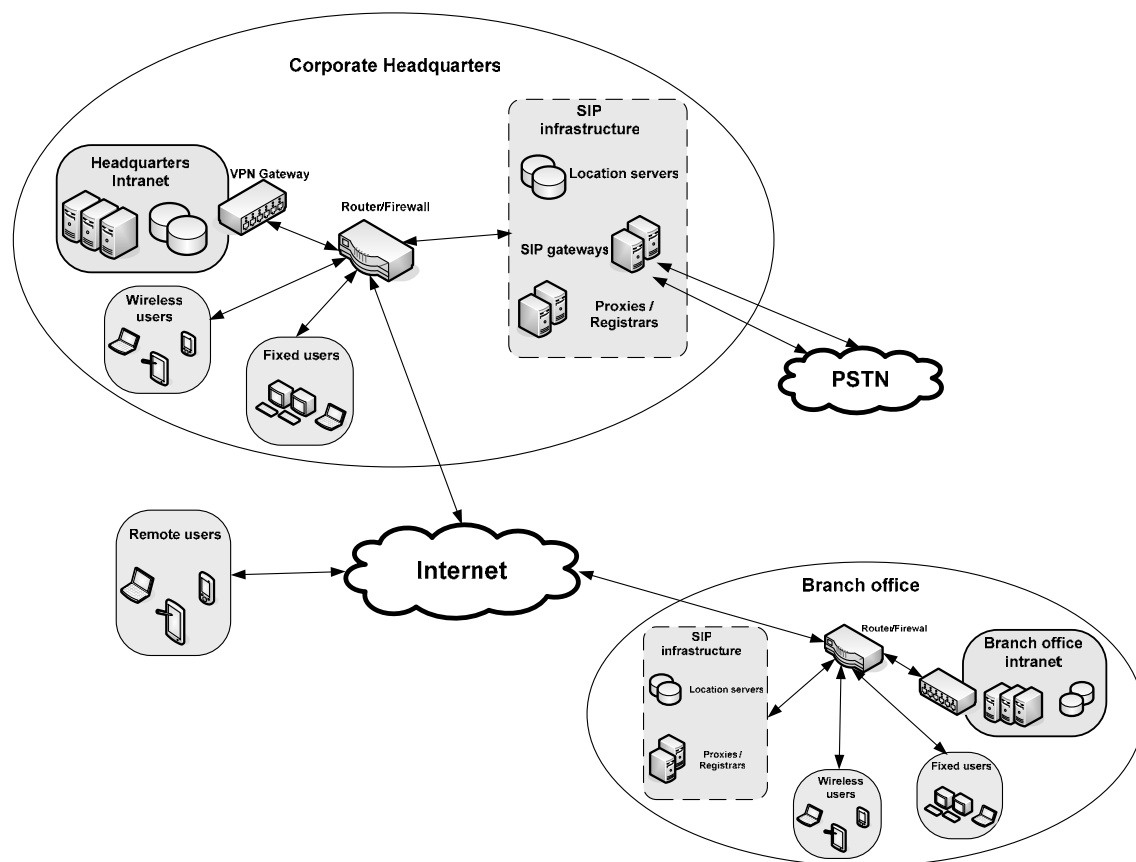 Corporate Headquarters
SIP
infrastructure
Headquarters
Intranet
VPN Gateway
Location servers
Router/Firewall
SIP gateways
Wireless
users
Proxies /
Registrars
Fixed users
PSTN
Remote users
Internet
Branch office
Router/Firewal
SIP
infrastructure
Branch office
intranet
Location servers
Proxies /
Registrars
Wireless
users
Fixed users